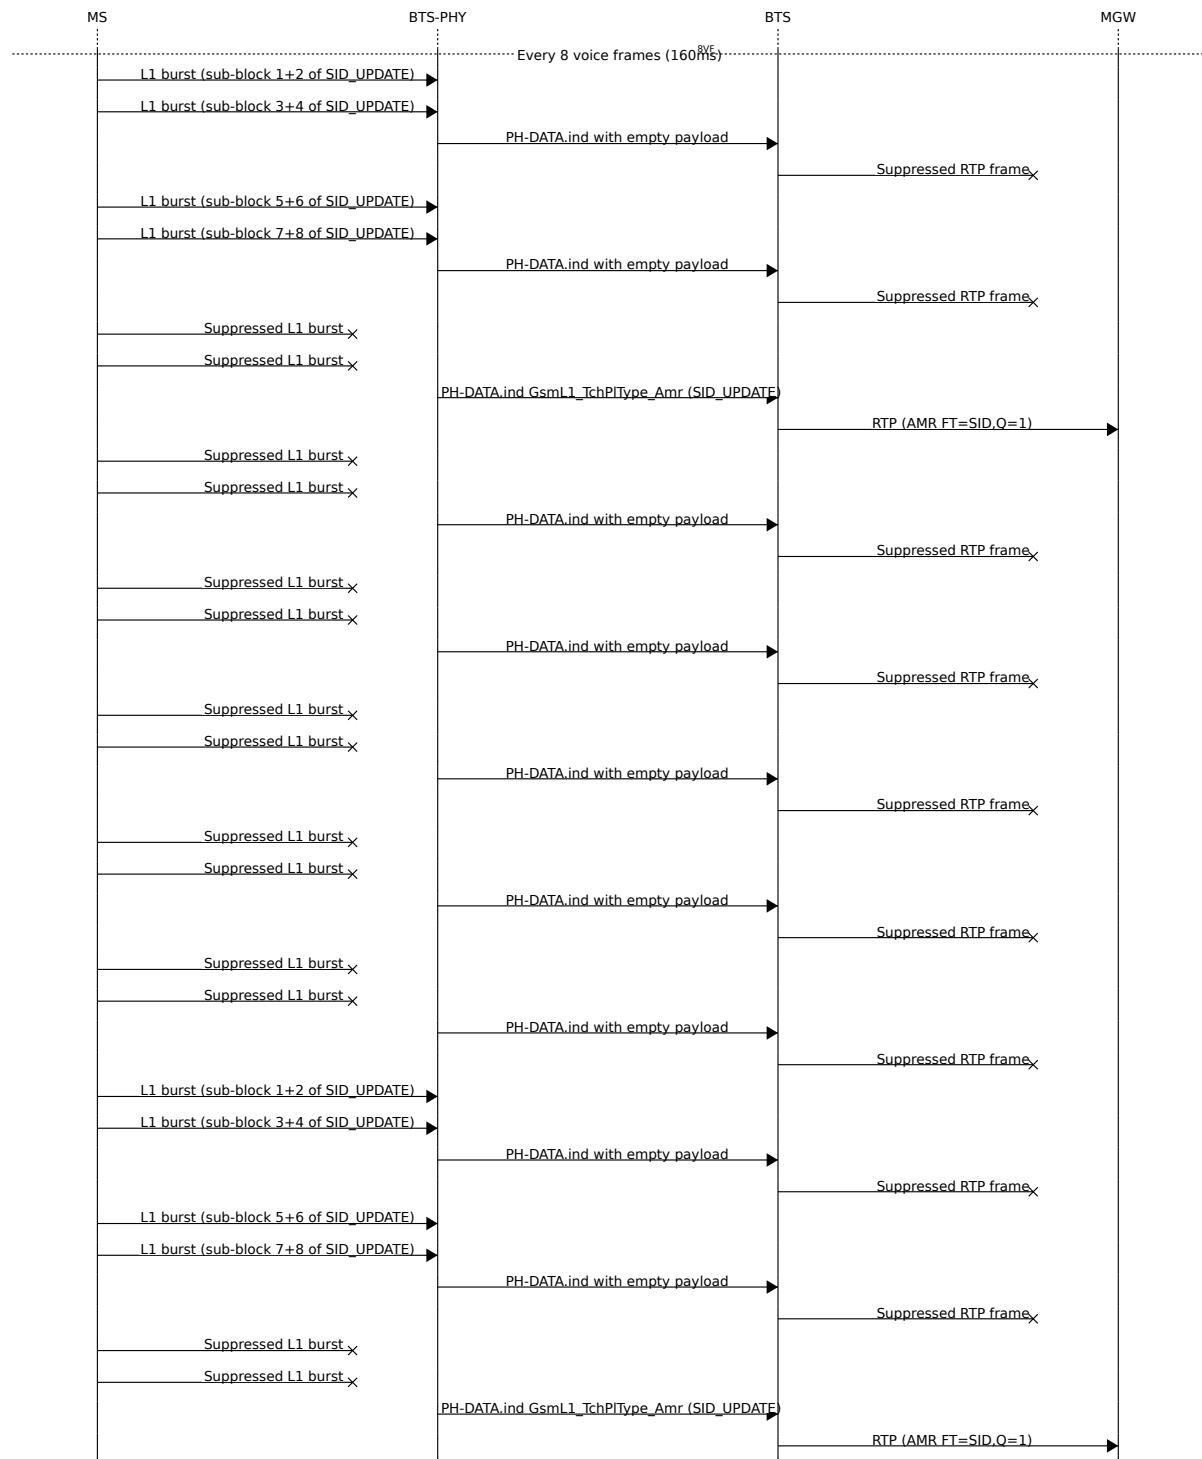 MS BTS-PHY BTS MGW
Every 8 voice frames (160ms) 8VF
L1 burst (sub-block 1+2 of SID_UPDATE)
L1 burst (sub-block 3+4 of SID_UPDATE)
PH-DATA.ind with empty payload
Suppressed RTP frame
L1 burst (sub-block 5+6 of SID_UPDATE)
L1 burst (sub-block 7+8 of SID_UPDATE)
PH-DATA.ind with empty payload
Suppressed RTP frame
Suppressed L1 burst
Suppressed L1 burst
PH-DATA.ind GsmL1_TchPlType_Amr (SID_UPDATE)
RTP (AMR FT=SID,Q=1)
Suppressed L1 burst
Suppressed L1 burst
PH-DATA.ind with empty payload
Suppressed RTP frame
Suppressed L1 burst
Suppressed L1 burst
PH-DATA.ind with empty payload
Suppressed RTP frame
Suppressed L1 burst
Suppressed L1 burst
PH-DATA.ind with empty payload
Suppressed RTP frame
Suppressed L1 burst
Suppressed L1 burst
PH-DATA.ind with empty payload
Suppressed RTP frame
Suppressed L1 burst
Suppressed L1 burst
PH-DATA.ind with empty payload
Suppressed RTP frame
L1 burst (sub-block 1+2 of SID_UPDATE)
L1 burst (sub-block 3+4 of SID_UPDATE)
PH-DATA.ind with empty payload
Suppressed RTP frame
L1 burst (sub-block 5+6 of SID_UPDATE)
L1 burst (sub-block 7+8 of SID_UPDATE)
PH-DATA.ind with empty payload
Suppressed RTP frame
Suppressed L1 burst
Suppressed L1 burst
PH-DATA.ind GsmL1_TchPlType_Amr (SID_UPDATE)
RTP (AMR FT=SID,Q=1)